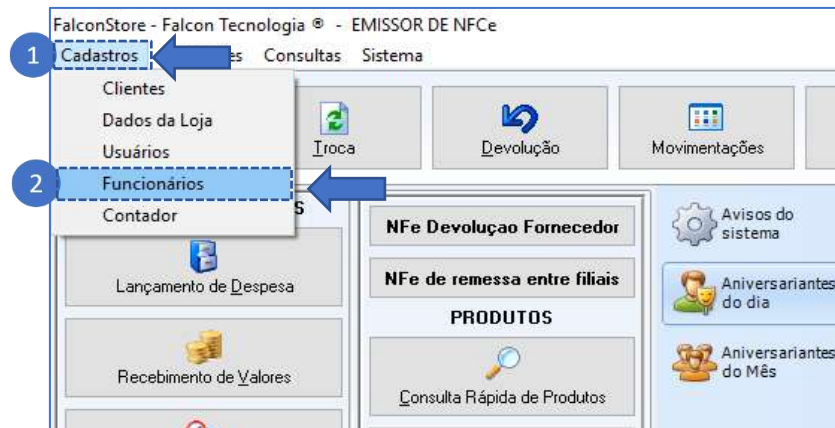 FalconStore - Falcon Tecnologia ® - EMISSOR DE NFCe
1
Cadastros Consultas Sistema
Clientes
Dados da Loja
Usuários
2
Funcionários
Contador
Troca
Devolução
Movimentações
Lançamento de Despesa
Recebimento de Valores
NFe Devoluçao Fornecedor
NFe de remessa entre filiais
PRODUTOS
Consulta Rápida de Produtos
Avisos do
sistema
Aniversariantes
do dia
Aniversariantes
do Mês